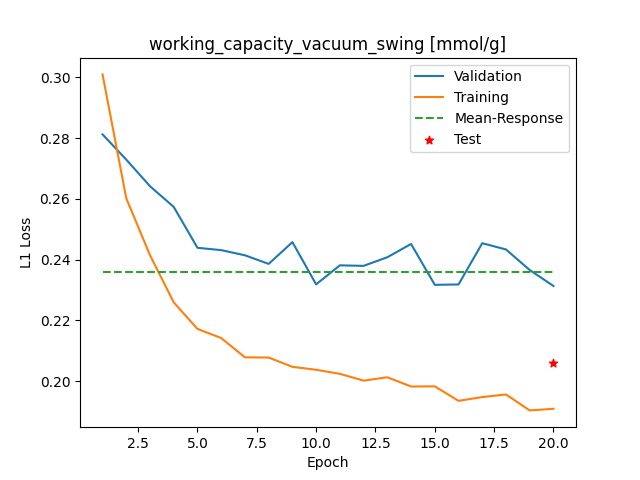 working_capacity_vacuum_swing [mmol/g]
L1 Loss
0.30
0.28
0.26
0.24
0.22
0.20
Validation
Training
Mean-Response
Test
2.5 5.0 7.5 10.0 12.5 15.0 17.5 20.0
Epoch